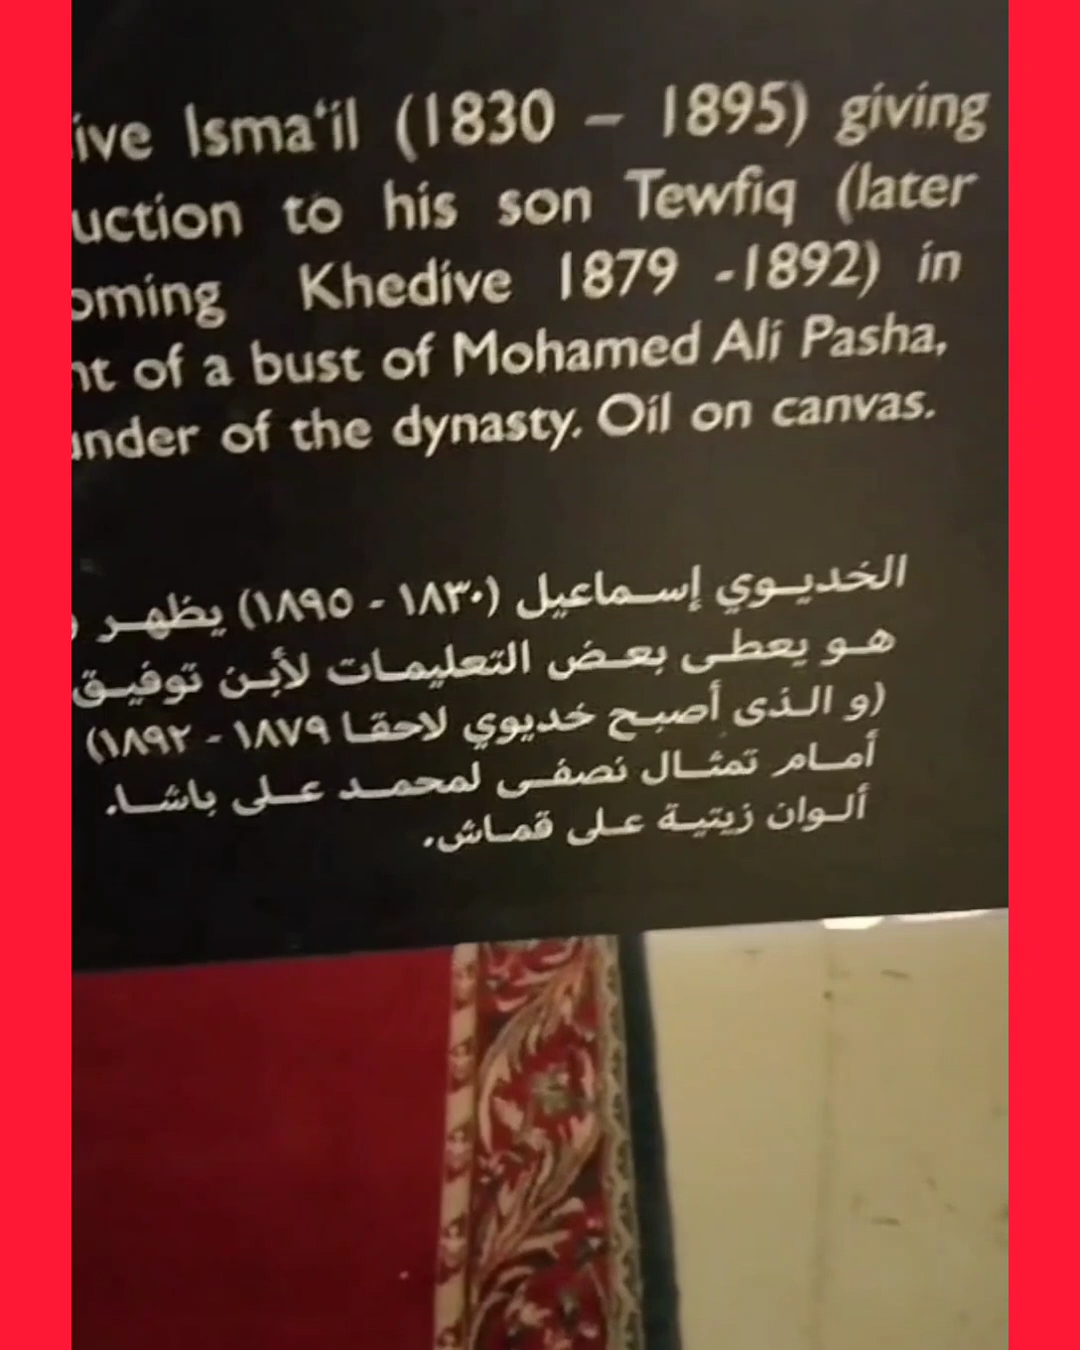 ive Isma'il (1830 – 1895) giving
uction to his son Tewfiq (later
oming Khedive 1879 -1892) in
nt of a bust of Mohamed Ali Pasha,
under of the dynasty. Oil on canvas.
الخديوي إسماعيل (١٨٣٠ - ١٨٩٥) يظهر و
هو يعطى بعض التعليمات لأبن توفيق
(و الذى أصبح خديوي لاحقا ١٨٧٩ - ١٨٩٢)
أمام تمثال نصفى لمحمد على باشا.
ألوان زيتية على قماش.